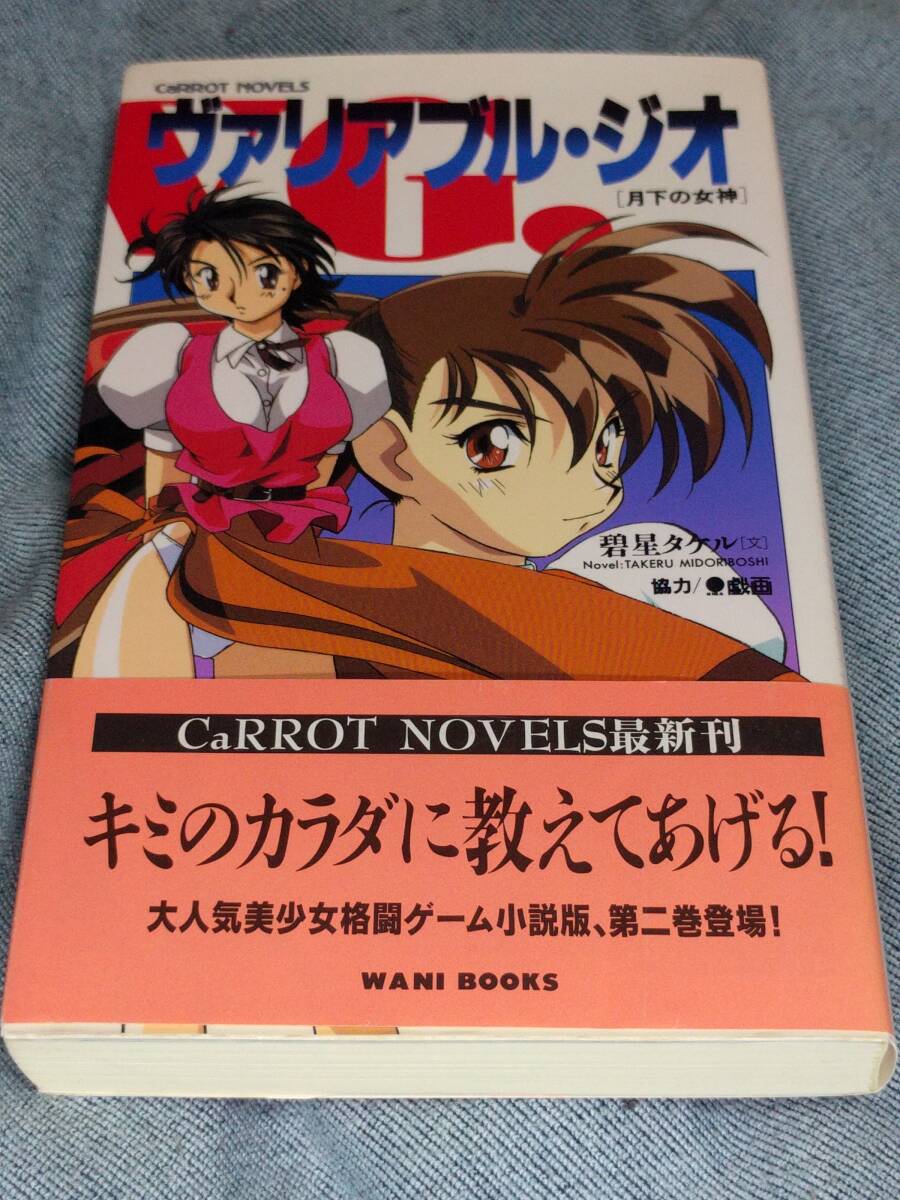 CaRROT NOVELS
ヴァリアブル・ジオ
V.G.
[月下の女神]
碧星タケル[文]
Novel:TAKERU MIDORIBOSHI
協力/戯画
CaRROT NOVELS最新刊
キミのカラダに教えてあげる!
大人気美少女格闘ゲーム小説版、第二巻登場!
WANI BOOKS